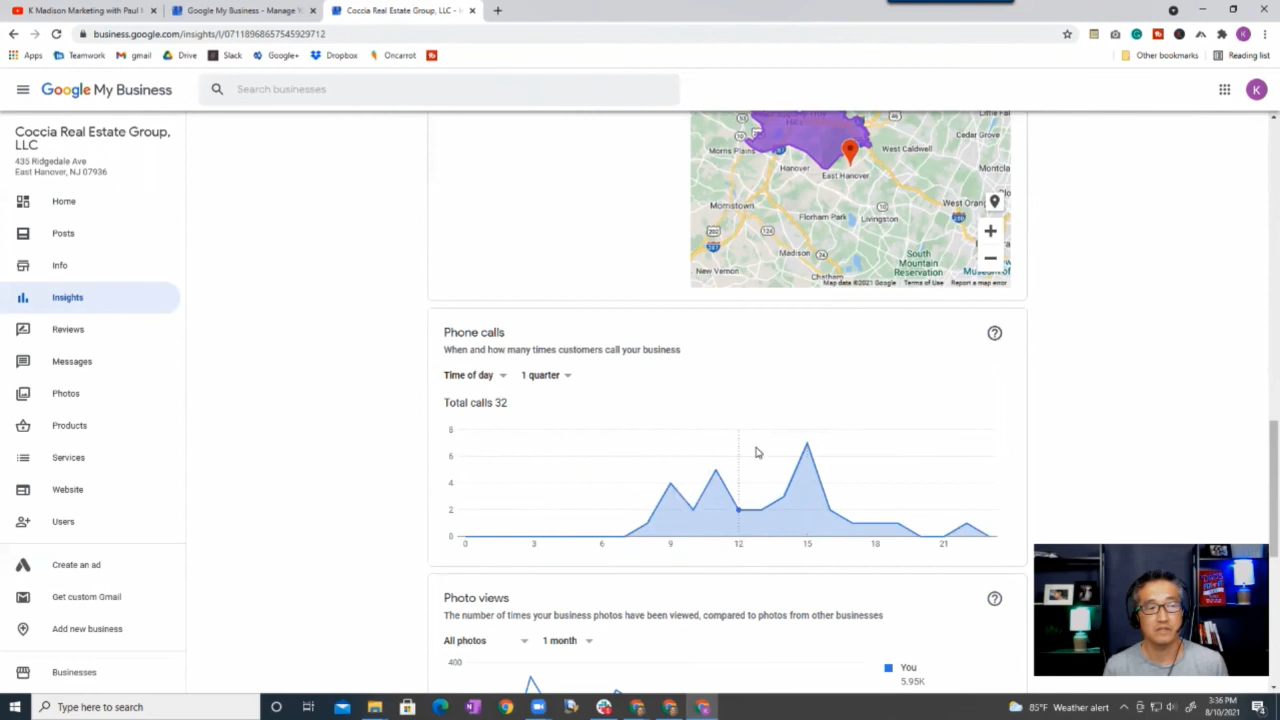 K Madison Marketing with Paul
Google My Business - Manage Y
Coccia Real Estate Group, LLC -
business.google.com/insights/l/07118968657545929712
Apps
Teamwork
gmail
Drive
Slack
Google+
Dropbox
Oncarrot
Other bookmarks
Reading list
Google My Business
Search businesses
K
K
Coccia Real Estate Group,
LLC
435 Ridgedale Ave
East Hanover, NJ 07936
Home
Posts
Info
Insights
Reviews
Messages
Photos
Products
Services
Website
Users
Create an ad
Get custom Gmail
Add new business
Businesses
Little Fal
Cedar Grove
Morris Plains
West Caldwell
Montcla
Hanover
East Hanover
Morristown
West Oran
Florham Park
Livingston
Madison
South
Mountain
Reservation
New Vernon
Chatham
Museum of
Map data ©2021 Google
Terms of Use
Report a map error
Phone calls
When and how many times customers call your business
Time of day
1 quarter
Total calls 32
8
6
4
2
0
0 3 6 9 12 15 18 21
Photo views
The number of times your business photos have been viewed, compared to photos from other businesses
All photos
1 month
400
You
5.95K
Type here to search
85°F Weather alert
3:36 PM
8/10/2021